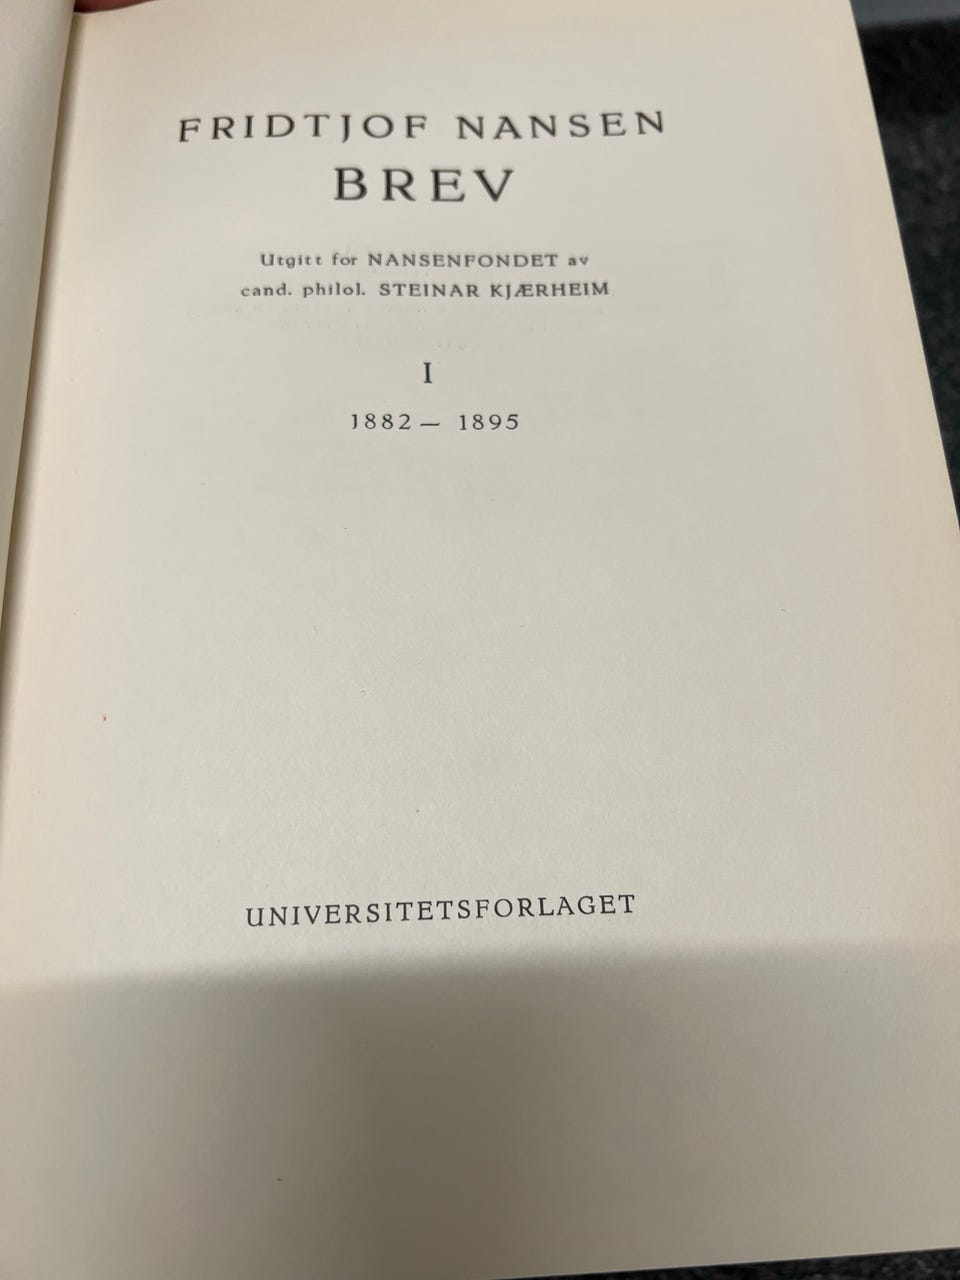 FRIDTJOF NANSEN
BREV
Utgitt for NANSENFONDET av
cand. philol. STEINAR KJÆRHEIM
I
1882 — 1895
UNIVERSITETSFORLAGET